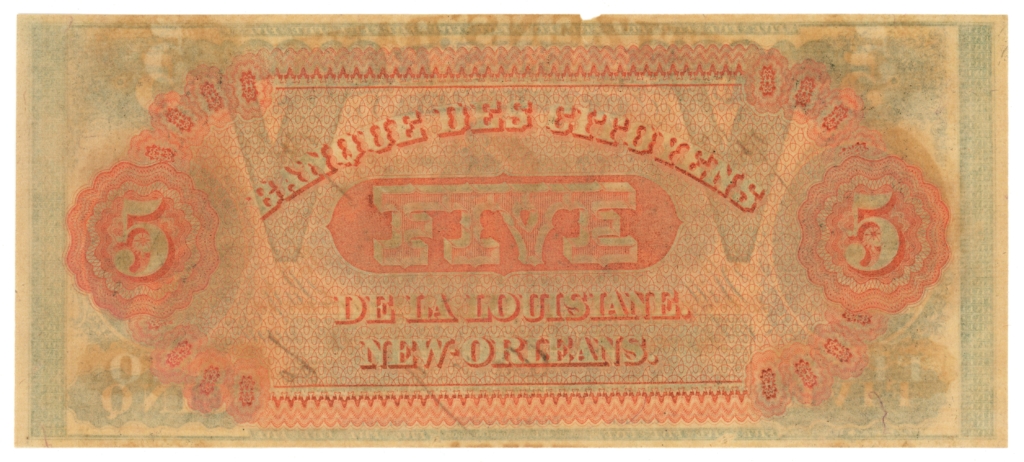 BANQUE DES CITOYENS
5 FIVE 5
DE LA LOUISIANE.
NEW-ORLEANS.